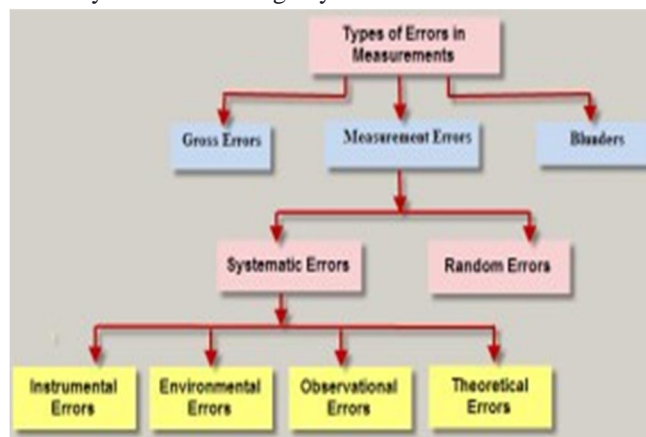 Types of Errors in
Measurements
Gross Errors
Measurement Errors
Blunders
Systematic Errors
Random Errors
Instrumental
Errors
Environmental
Errors
Observational
Errors
Theoretical
Errors